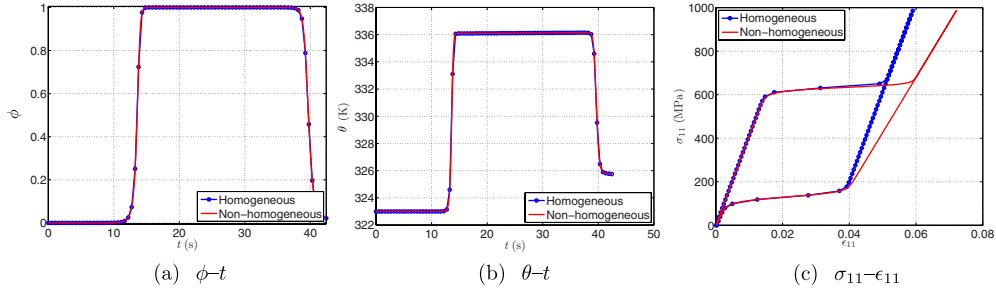 1
0.8
0.6
0.4
0.2
0
0 10 20 30 40
ϕ
t (s)
Homogeneous
Non−homogeneous
(a) ϕ–t
338
336
334
332
330
328
326
324
322
0 10 20 30 40 50
θ (K)
t (s)
Homogeneous
Non−homogeneous
(b) θ–t
1000
800
600
400
200
0
0 0.02 0.04 0.06 0.08
σ11 (MPa)
ϵ11
Homogeneous
Non−homogeneous
(c) σ11–ϵ11